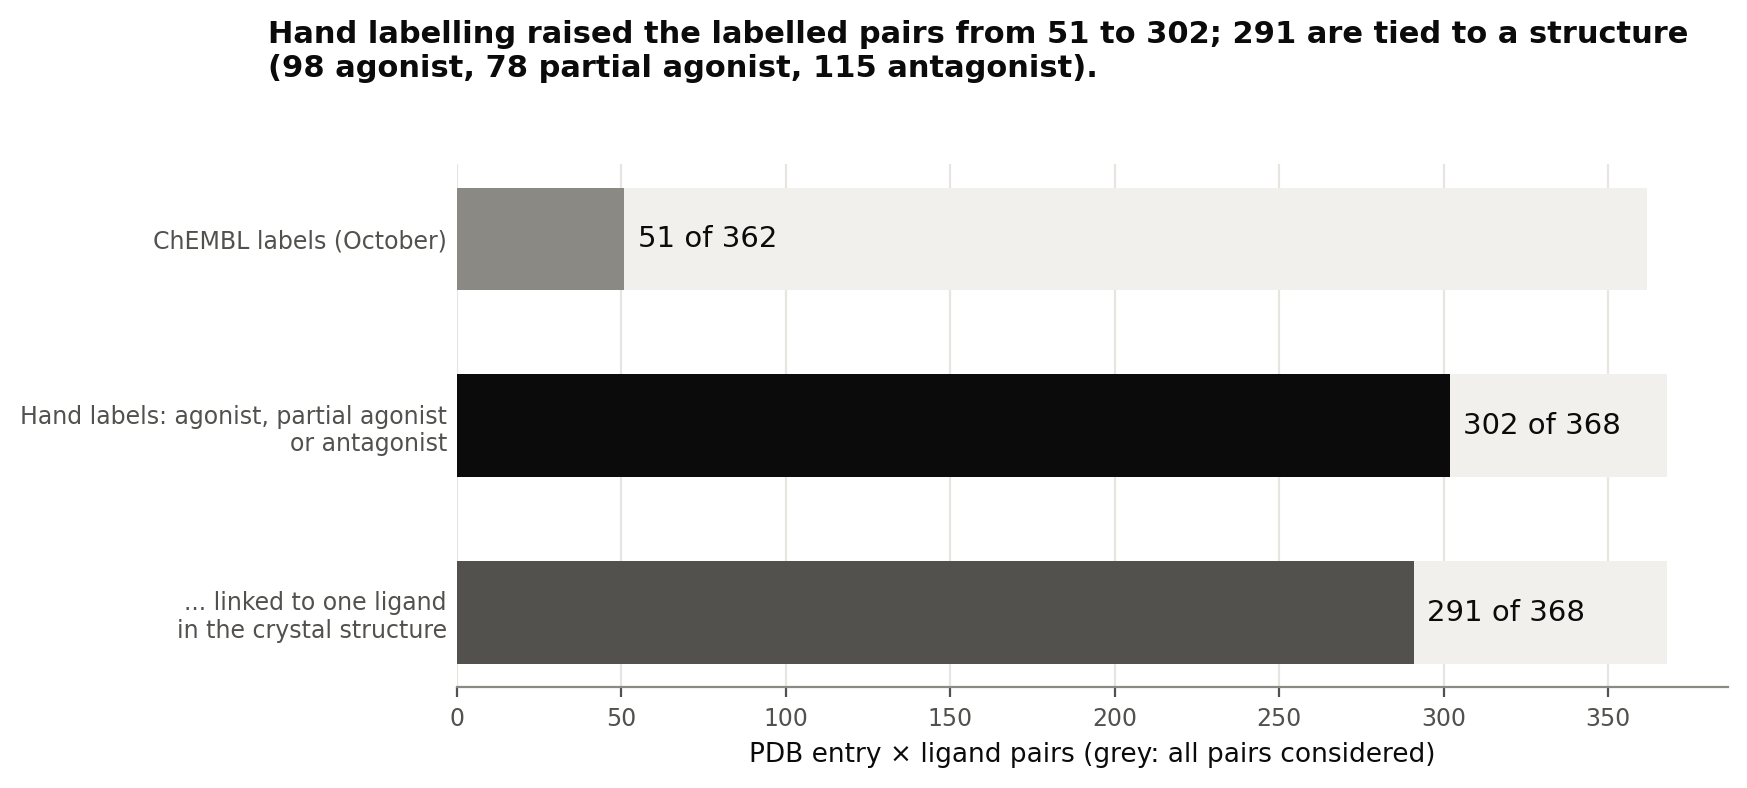 Hand labelling raised the labelled pairs from 51 to 302; 291 are tied to a structure
(98 agonist, 78 partial agonist, 115 antagonist).
ChEMBL labels (October)
51 of 362
Hand labels: agonist, partial agonist
or antagonist
302 of 368
... linked to one ligand
in the crystal structure
291 of 368
0 50 100 150 200 250 300 350
PDB entry × ligand pairs (grey: all pairs considered)